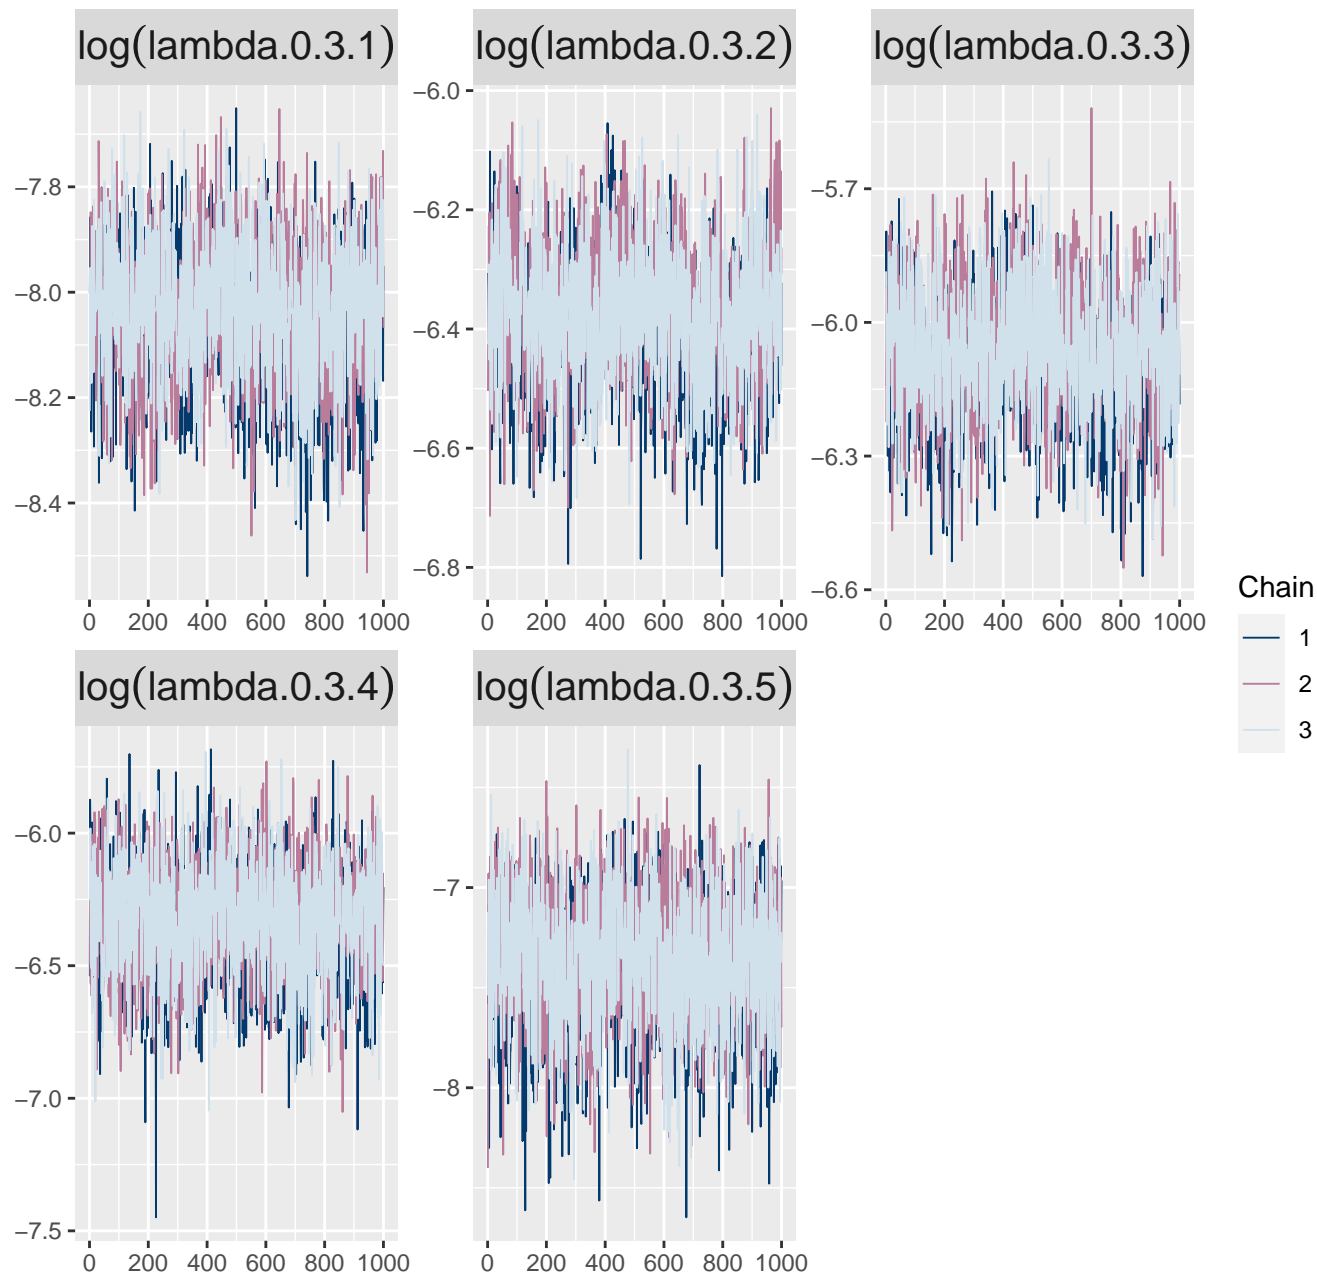 log(lambda.0.3.1) log(lambda.0.3.2) log(lambda.0.3.3)
−7.8
−8.0
−8.2
−8.4
0 200 400 600 800 1000
−6.0
−6.2
−6.4
−6.6
−6.8
0 200 400 600 800 1000
−5.7
−6.0
−6.3
−6.6
0 200 400 600 800 1000
log(lambda.0.3.4) log(lambda.0.3.5)
−6.0
−6.5
−7.0
−7.5
0 200 400 600 800 1000
−7
−8
0 200 400 600 800 1000
Chain
1
2
3